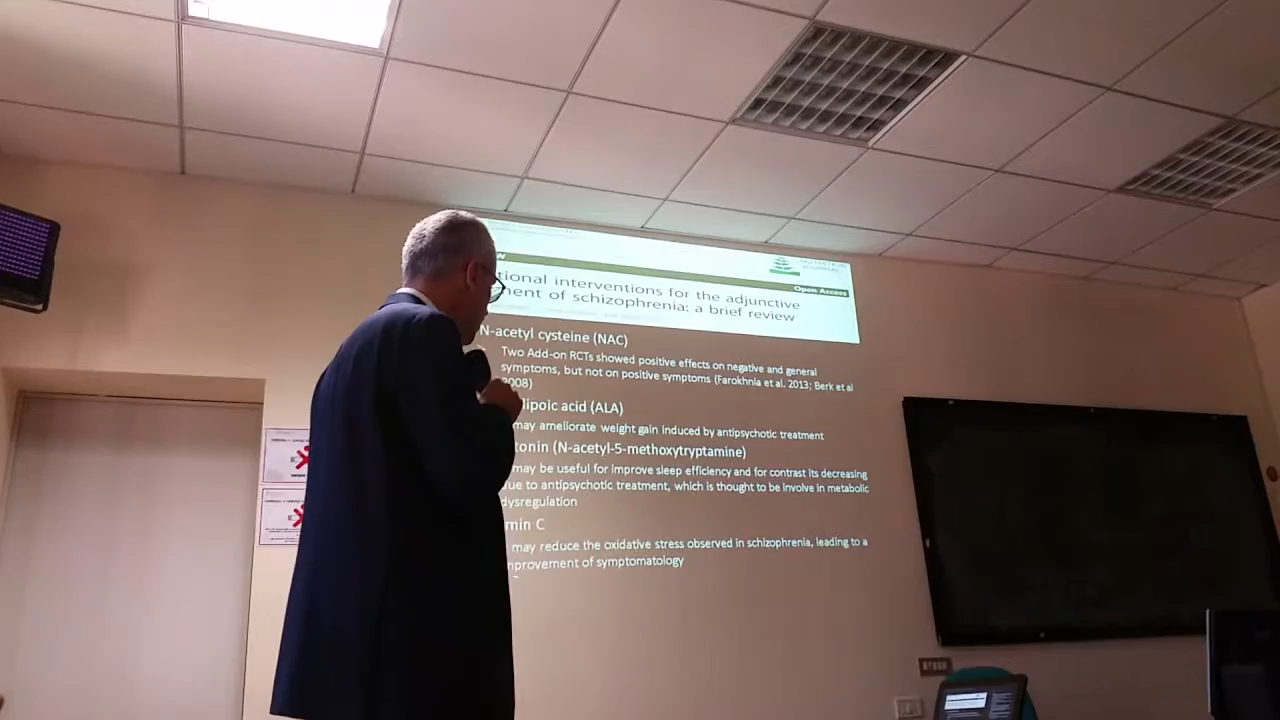 NUTRITION
JOURNAL
Open Access
tional interventions for the adjunctive
ment of schizophrenia: a brief review
N-acetyl cysteine (NAC)
Two Add-on RCTs showed positive effects on negative and general
symptoms, but not on positive symptoms (Farokhnia et al. 2013; Berk et al
2008)
lipoic acid (ALA)
may ameliorate weight gain induced by antipsychotic treatment
tonin (N-acetyl-5-methoxytryptamine)
may be useful for improve sleep efficiency and for contrast its decreasing
due to antipsychotic treatment, which is thought to be involve in metabolic
dysregulation
min C
may reduce the oxidative stress observed in schizophrenia, leading to a
mprovement of symptomatology